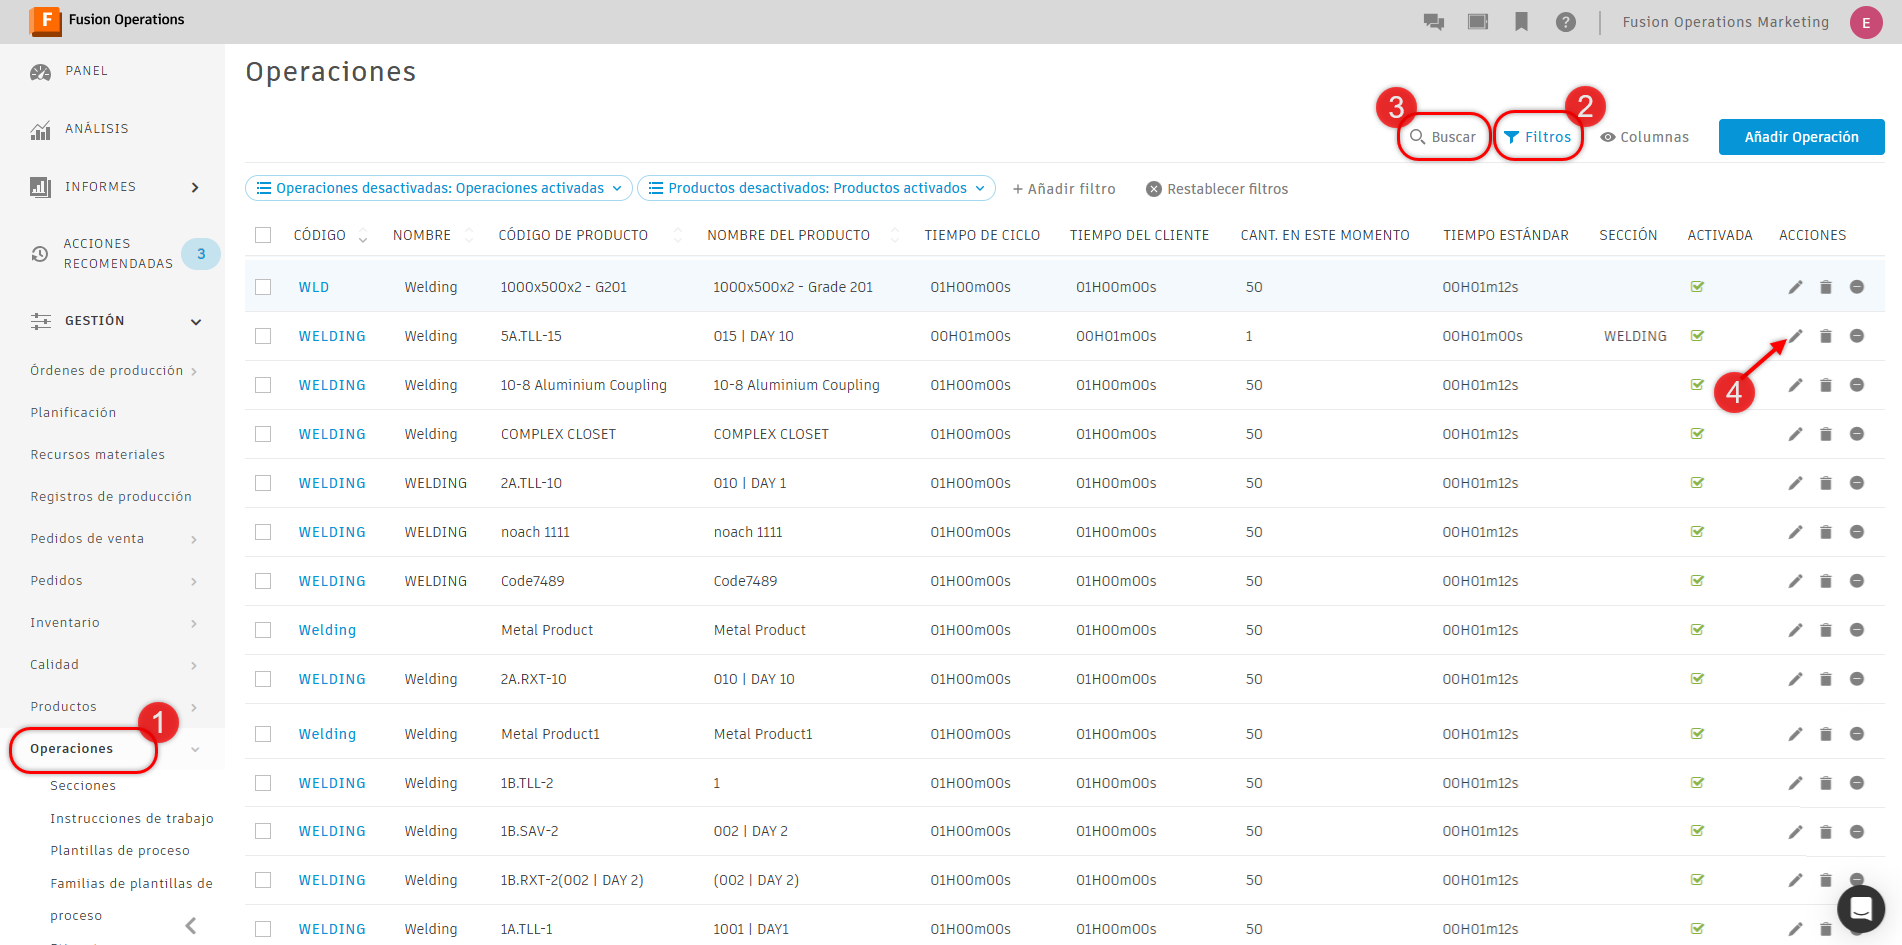 F Fusion Operations
Fusion Operations Marketing E
PANEL
ANÁLISIS
INFORMES
ACCIONES
RECOMENDADAS
3
GESTIÓN
Órdenes de producción
Planificación
Recursos materiales
Registros de producción
Pedidos de venta
Pedidos
Inventario
Calidad
Productos
1
Operaciones
Secciones
Instrucciones de trabajo
Plantillas de proceso
Familias de plantillas de
proceso
Operaciones
3 Buscar 2 Filtros Columnas Añadir Operación
Operaciones desactivadas: Operaciones activadas Productos desactivados: Productos activados + Añadir filtro Restablecer filtros
CÓDIGO NOMBRE CÓDIGO DE PRODUCTO NOMBRE DEL PRODUCTO TIEMPO DE CICLO TIEMPO DEL CLIENTE CANT. EN ESTE MOMENTO TIEMPO ESTÁNDAR SECCIÓN ACTIVADA ACCIONES
WLD Welding 1000x500x2 - G201 1000x500x2 - Grade 201 01H00m00s 01H00m00s 50 00H01m12s
WELDING Welding 5A.TLL-15 015 | DAY 10 00H01m00s 00H01m00s 1 00H01m00s WELDING
WELDING Welding 10-8 Aluminium Coupling 10-8 Aluminium Coupling 01H00m00s 01H00m00s 50 00H01m12s
4
WELDING Welding COMPLEX CLOSET COMPLEX CLOSET 01H00m00s 01H00m00s 50 00H01m12s
WELDING WELDING 2A.TLL-10 010 | DAY 1 01H00m00s 01H00m00s 50 00H01m12s
WELDING WELDING noach 1111 noach 1111 01H00m00s 01H00m00s 50 00H01m12s
WELDING WELDING Code7489 Code7489 01H00m00s 01H00m00s 50 00H01m12s
Welding Metal Product Metal Product 01H00m00s 01H00m00s 50 00H01m12s
WELDING Welding 2A.RXT-10 010 | DAY 10 01H00m00s 01H00m00s 50 00H01m12s
Welding Welding Metal Product1 Metal Product1 01H00m00s 01H00m00s 50 00H01m12s
WELDING Welding 1B.TLL-2 1 01H00m00s 01H00m00s 50 00H01m12s
WELDING Welding 1B.SAV-2 002 | DAY 2 01H00m00s 01H00m00s 50 00H01m12s
WELDING Welding 1B.RXT-2(002 | DAY 2) (002 | DAY 2) 01H00m00s 01H00m00s 50 00H01m12s
WELDING Welding 1A.TLL-1 1001 | DAY1 01H00m00s 01H00m00s 50 00H01m12s